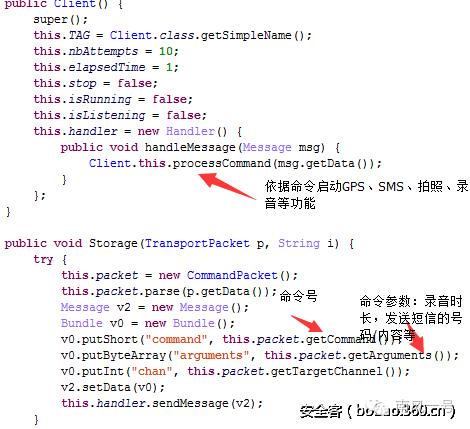 public Client() {
super();
this.TAG = Client.class.getSimpleName();
this.nbAttempts = 10;
this.elapsedTime = 1;
this.stop = false;
this.isRunning = false;
this.isListening = false;
this.handler = new Handler() {
public void handleMessage(Message msg) {
Client.this.processCommand(msg.getData());
}
};
}
依据命令启动GPS、SMS、拍照、录
音等功能
public void Storage(TransportPacket p, String i) {
try {
this.packet = new CommandPacket();
this.packet.parse(p.getData());
Message v2 = new Message();
Bundle v0 = new Bundle();
v0.putShort("command", this.packet.getCommand());
v0.putByteArray("arguments", this.packet.getArguments());
v0.putInt("chan", this.packet.getTargetChannel());
v2.setData(v0);
this.handler.sendMessage(v2);
}
命令号
命令参数：录音时
长，发送短信的号
码/内容等
安全客（bobao.360.cn）